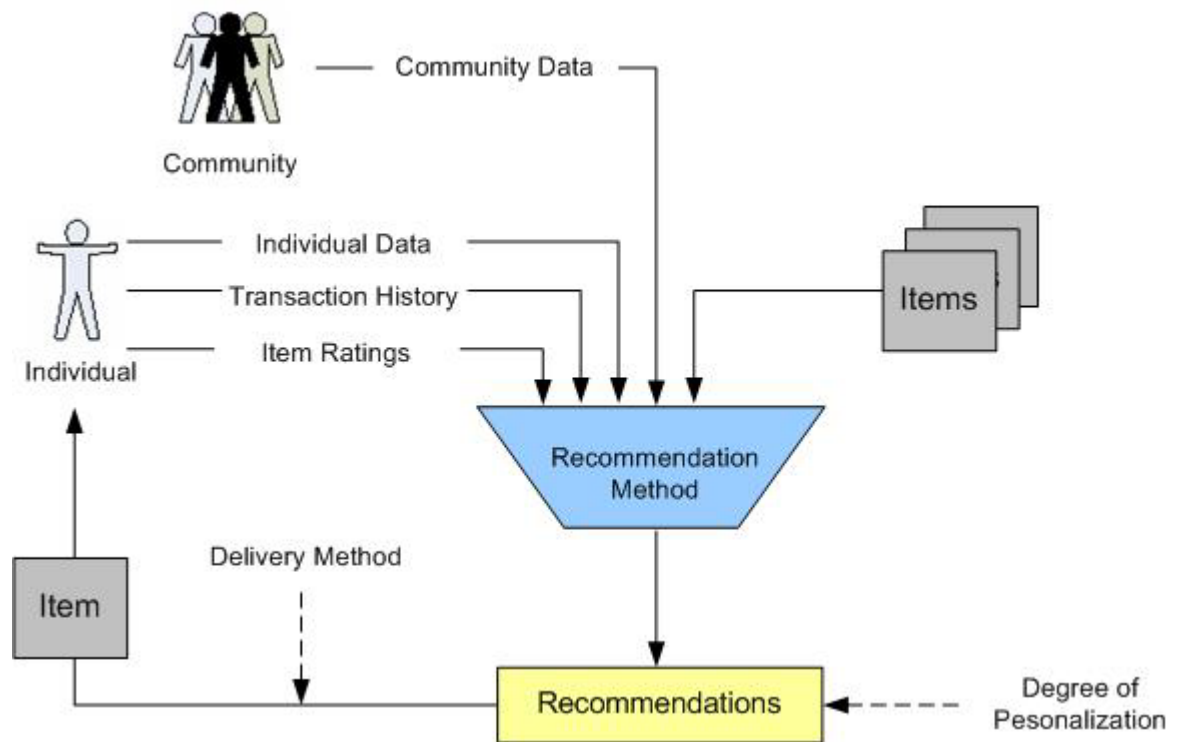 Community Data
Community
Individual Data
Transaction History
Item Ratings
Individual
Items
Recommendation
Method
Delivery Method
Item
Recommendations
Degree of
Pesonalization